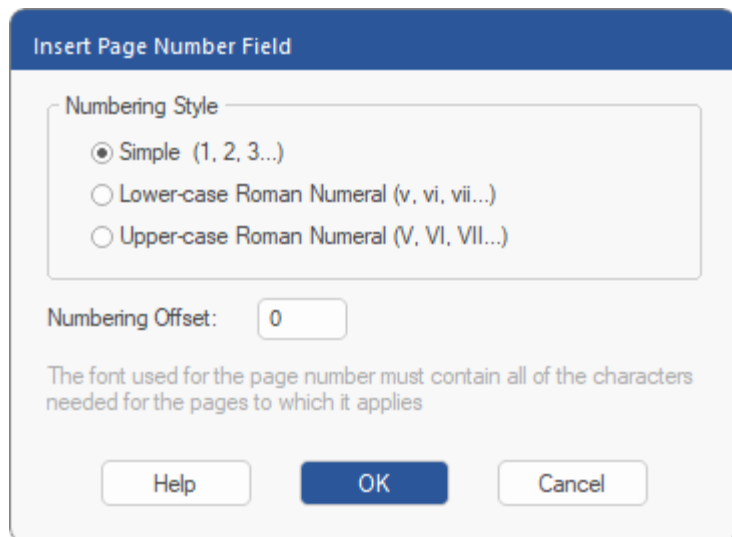 Insert Page Number Field
Numbering Style
Simple (1, 2, 3...)
Lower-case Roman Numeral (v, vi, vii...)
Upper-case Roman Numeral (V, VI, VII...)
Numbering Offset: 0
The font used for the page number must contain all of the characters
needed for the pages to which it applies
Help OK Cancel